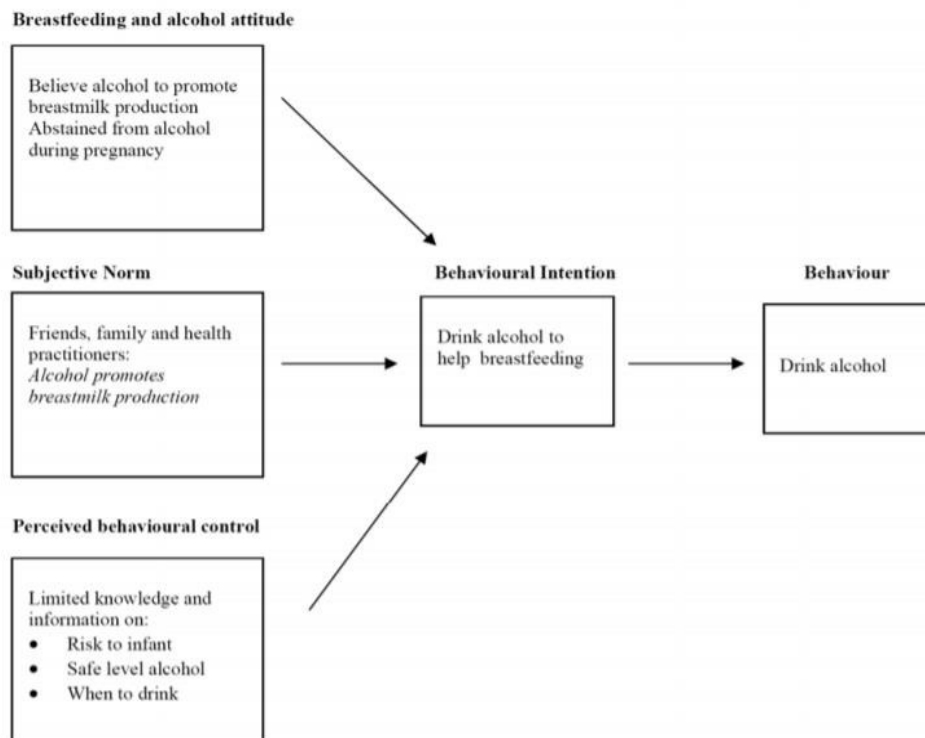 Breastfeeding and alcohol attitude
Believe alcohol to promote
breastmilk production
Abstained from alcohol
during pregnancy
Subjective Norm
Friends, family and health
practitioners:
Alcohol promotes
breastmilk production
Behavioural Intention
Drink alcohol to
help breastfeeding
Behaviour
Drink alcohol
Perceived behavioural control
Limited knowledge and
information on:
• Risk to infant
• Safe level alcohol
• When to drink